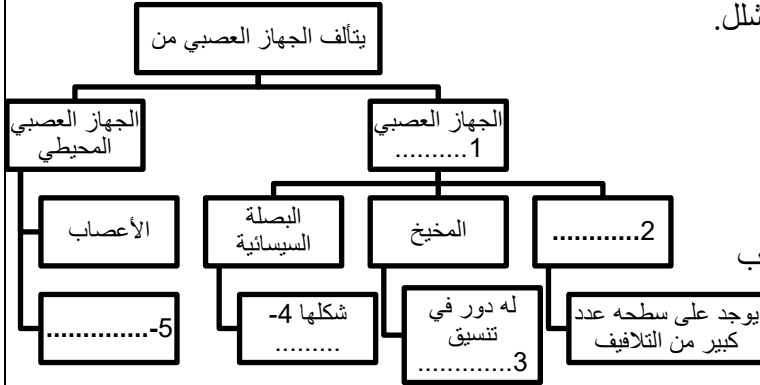 شلل.
يتألف الجهاز العصبي من
الجهاز العصبي
1..........
الجهاز العصبي
المحيطي
2............
المخيخ
البصلة
السيسائية
الأعصاب
ب
يوجد على سطحه عدد
كبير من التلافيف
له دور في
تنسيق
3.............
شكلها 4-
.........
5-..............